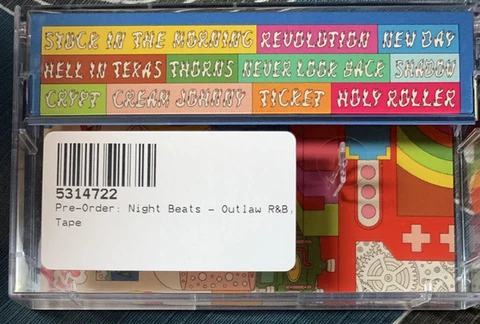 STUCK IN THE MORNING REVOLUTION NEW DAY
HELL IN TEXAS THORNS NEVER LOOK BACK SHADOW
CRYPT CREAM JOHNNY TICKET HOLY ROLLER
5314722
Pre-Order: Night Beats - Outlaw R&B,
Tape